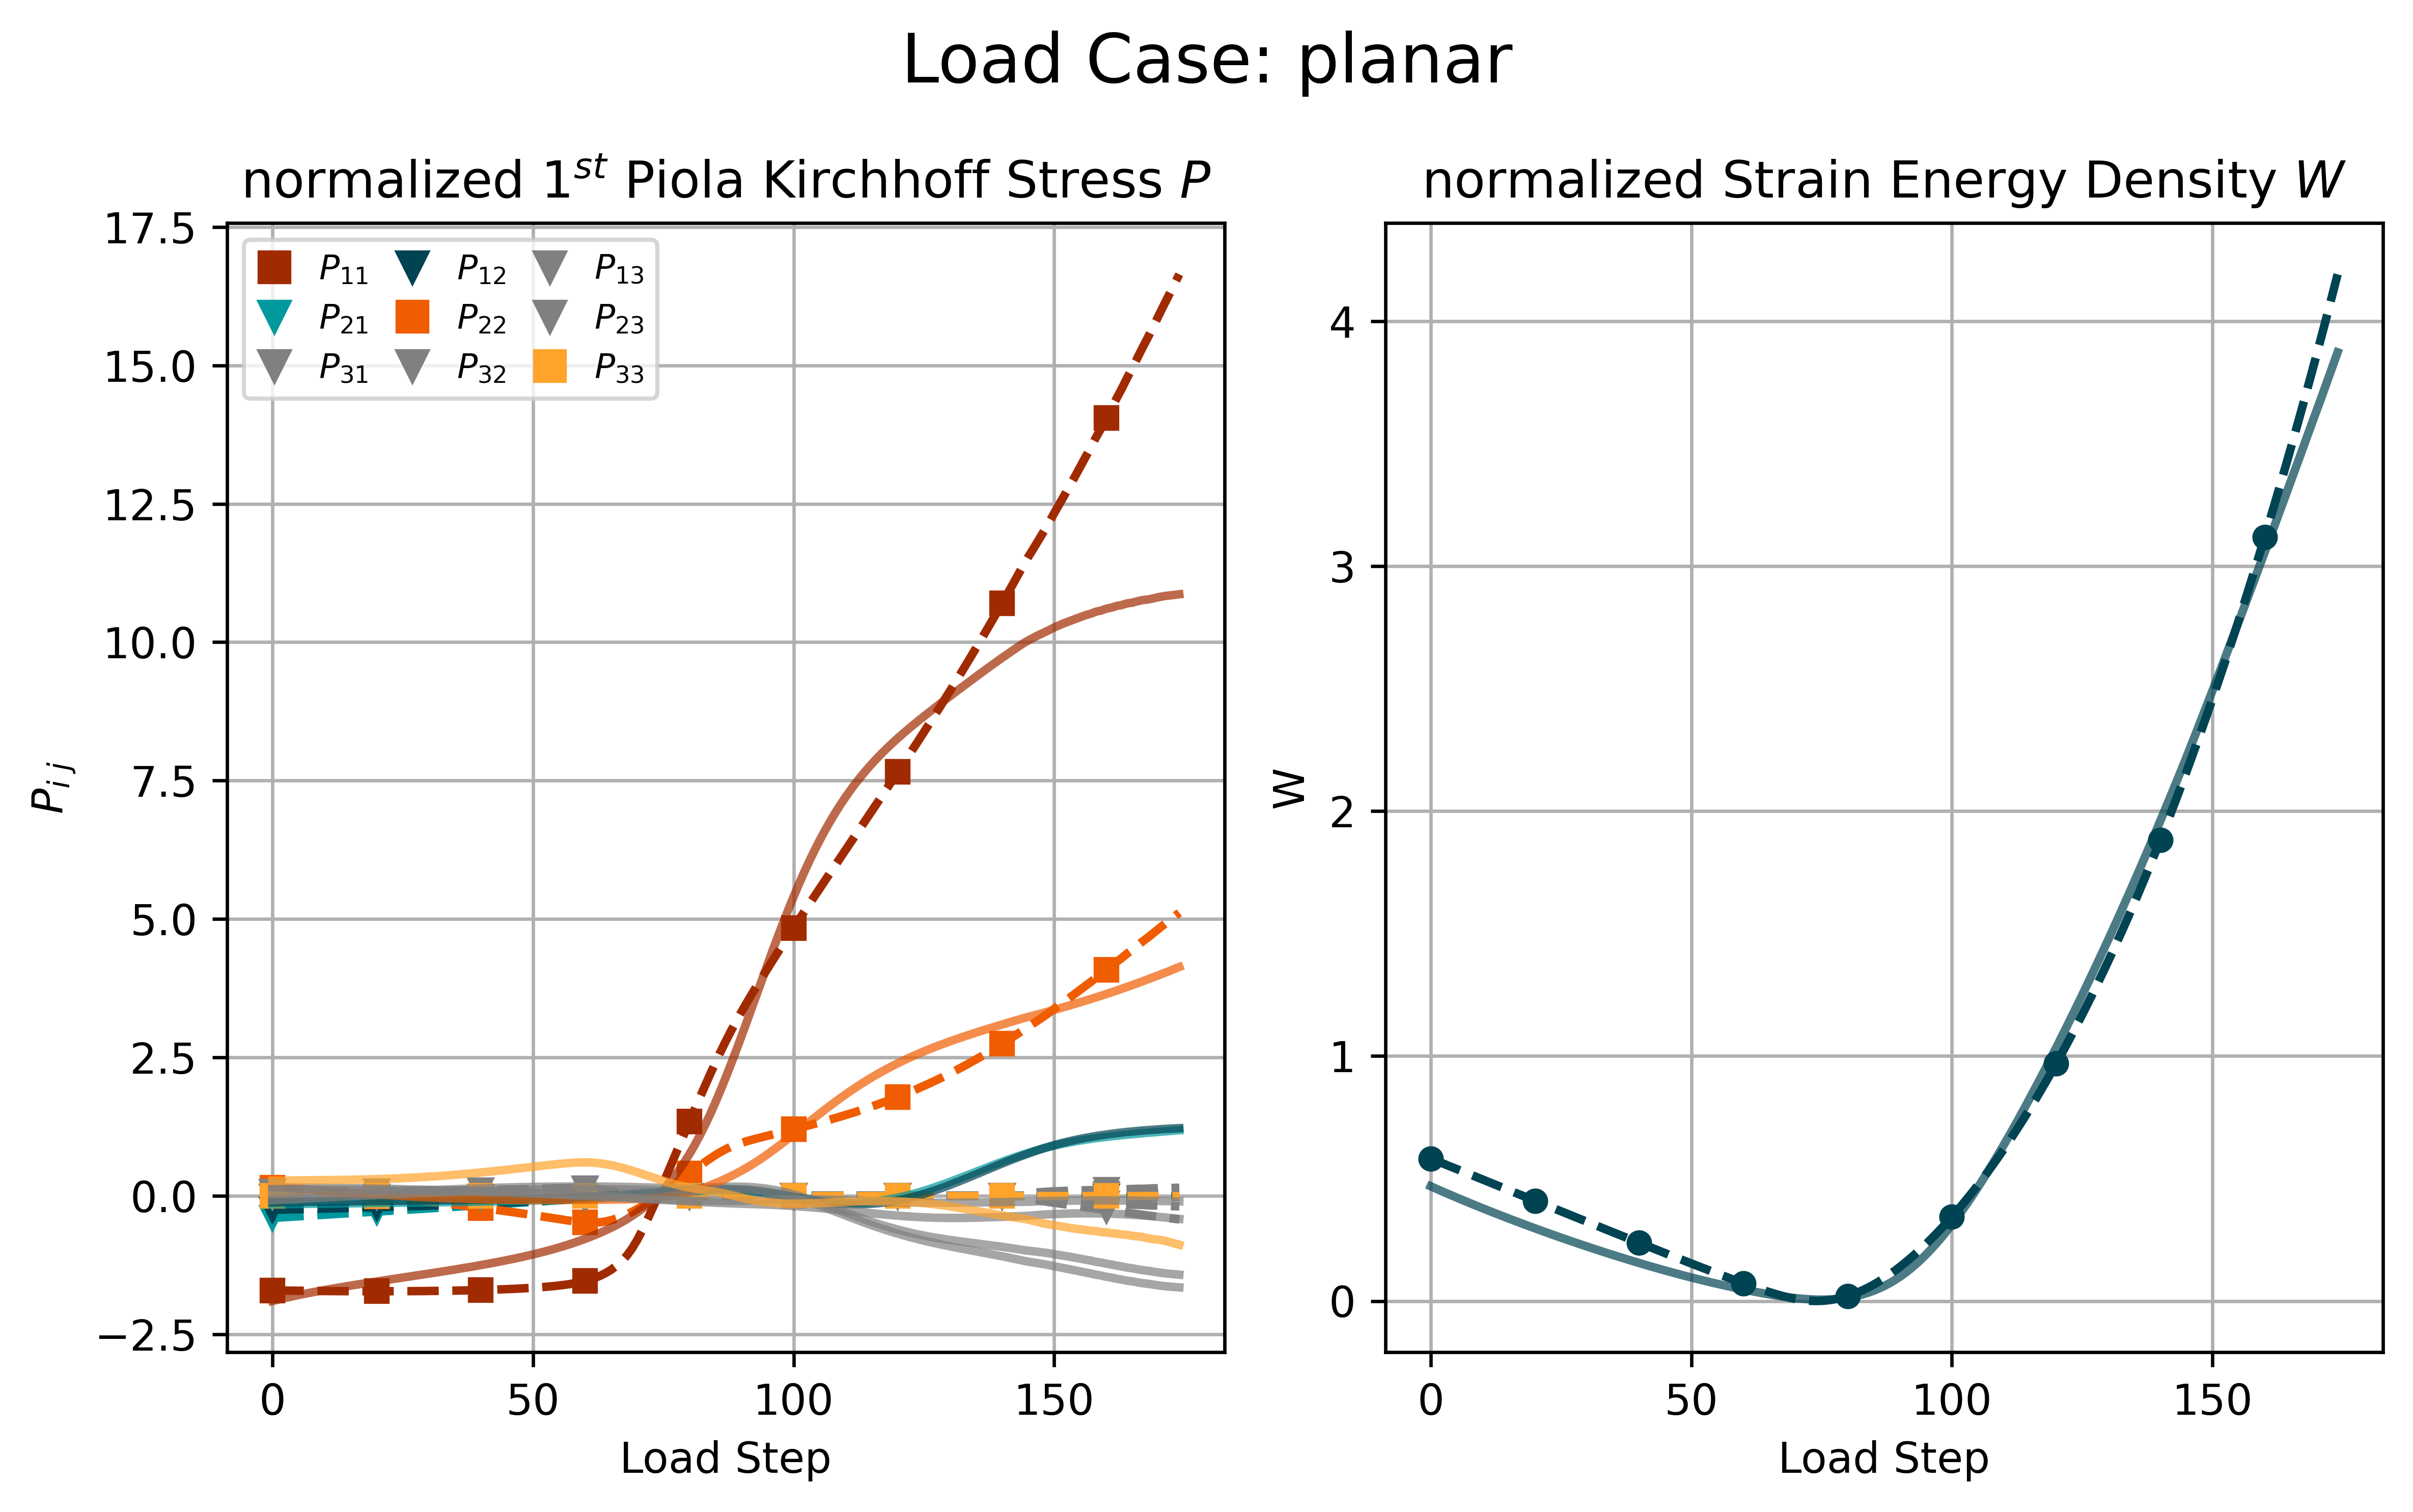 Load Case: planar
normalized 1st Piola Kirchhoff Stress P
17.5
15.0
12.5
10.0
7.5
5.0
2.5
0.0
−2.5
P11 P12 P13
P21 P22 P23
P31 P32 P33
Pi j
0 50 100 150
Load Step
normalized Strain Energy Density W
4
3
2
1
0
W
0 50 100 150
Load Step